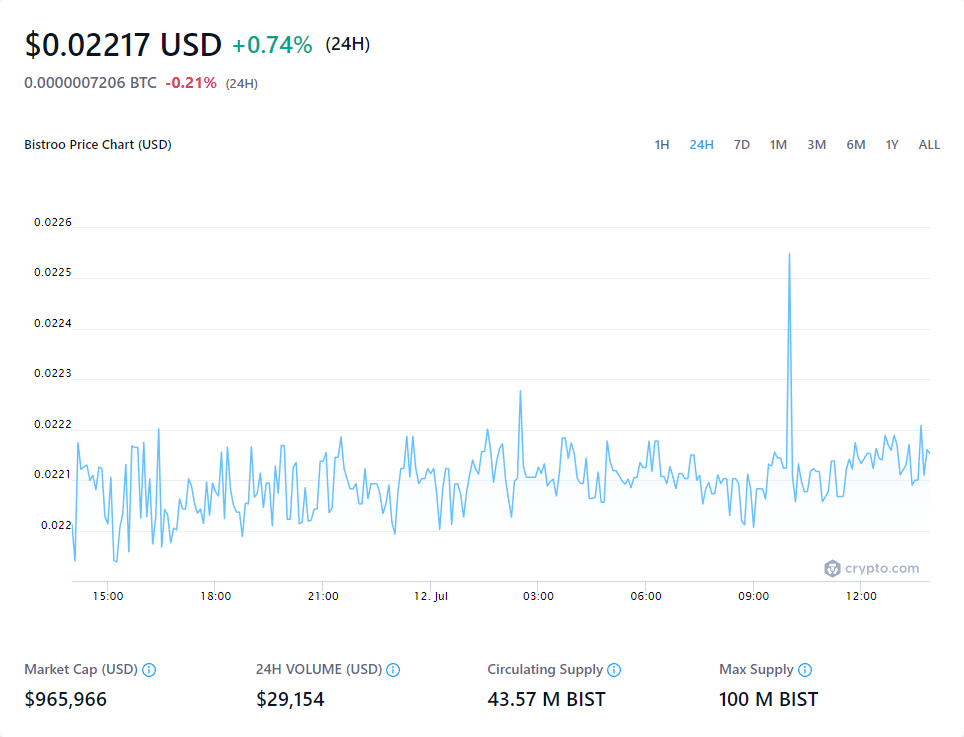 $0.02217 USD +0.74% (24H)
0.0000007206 BTC -0.21% (24H)
Bistroo Price Chart (USD) 1H 24H 7D 1M 3M 6M 1Y ALL
0.0226
0.0225
0.0224
0.0223
0.0222
0.0221
0.022
crypto.com
15:00 18:00 21:00 12. Jul 03:00 06:00 09:00 12:00
Market Cap (USD) 24H VOLUME (USD) Circulating Supply Max Supply
$965,966 $29,154 43.57 M BIST 100 M BIST